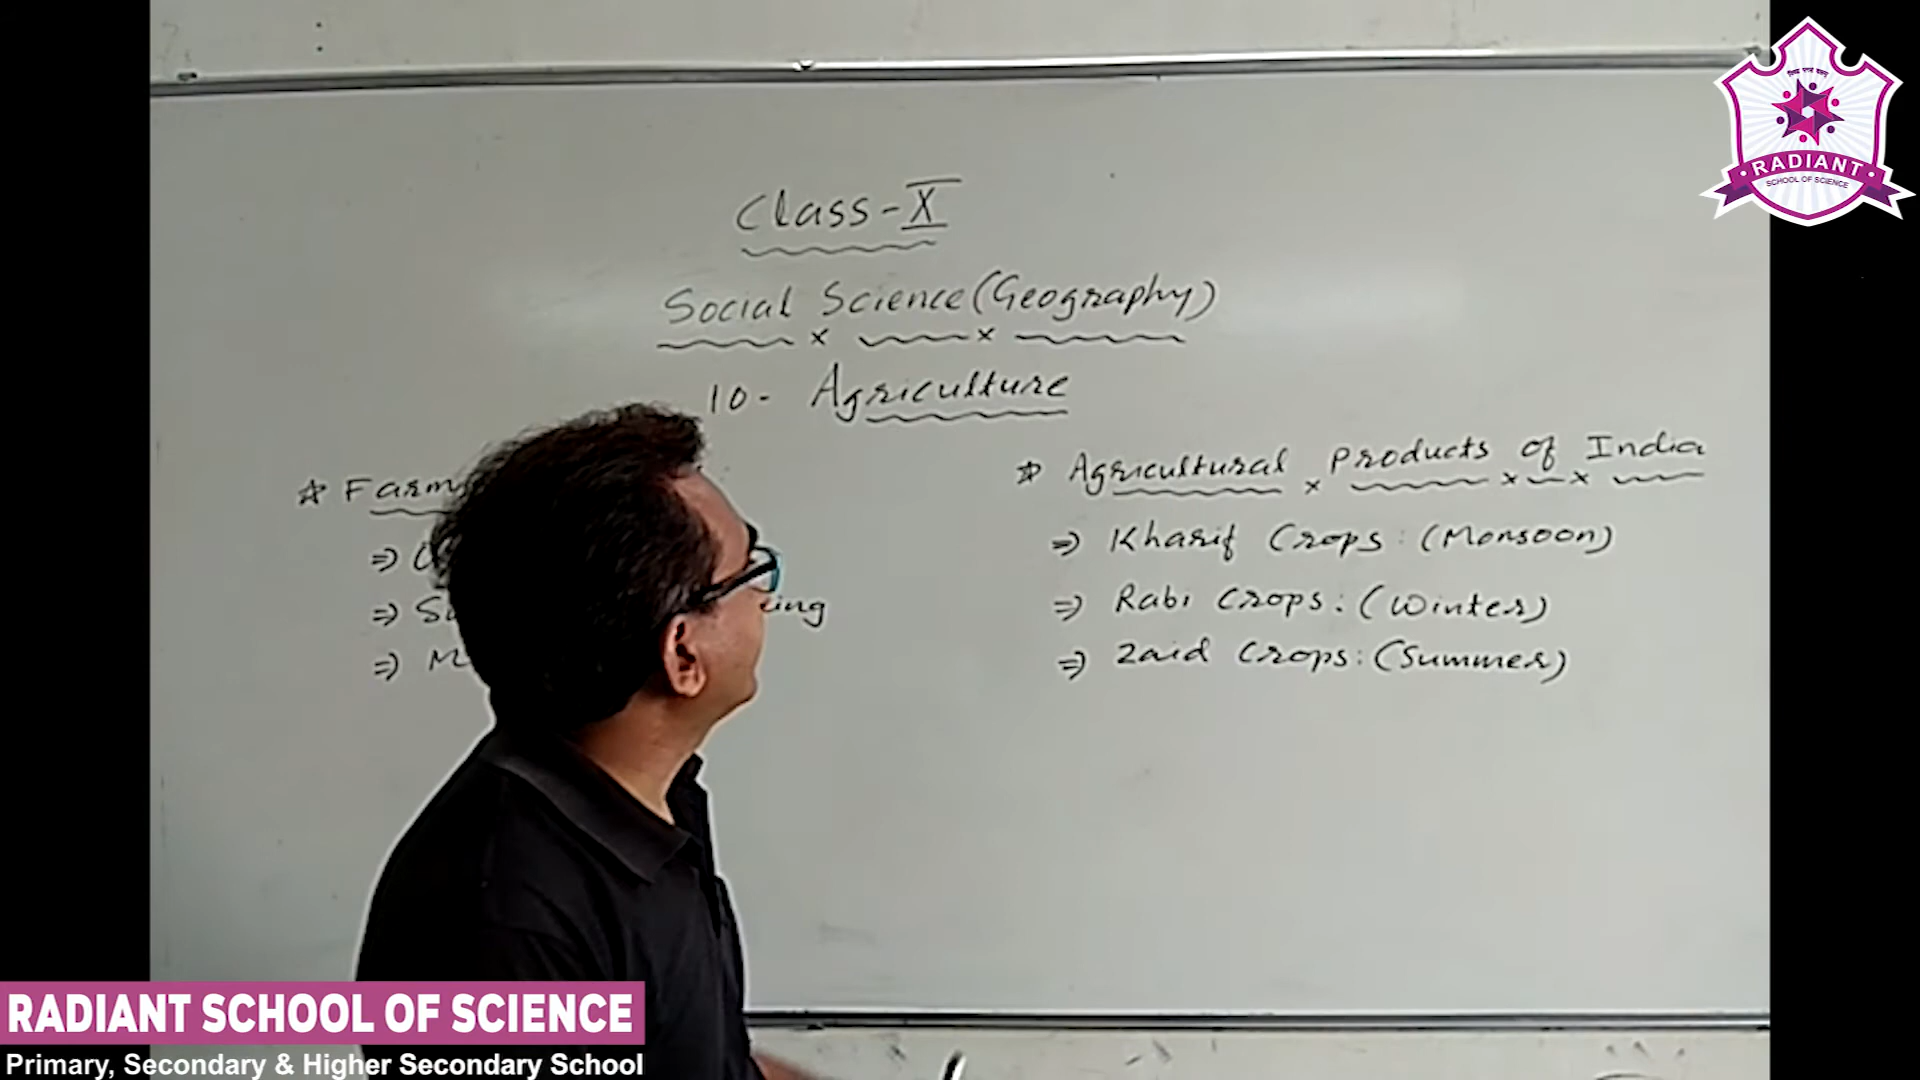 Class-X
Social Science (Geography)
10- Agriculture
☆ Farm
⇒
⇒ ing
⇒ M
☆ Agricultural Products of India
⇒ Kharif Crops: (Monsoon)
⇒ Rabi Crops: (Winter)
⇒ Zaid Crops: (Summer)
RADIANT
SCHOOL OF SCIENCE
RADIANT SCHOOL OF SCIENCE
Primary, Secondary & Higher Secondary School